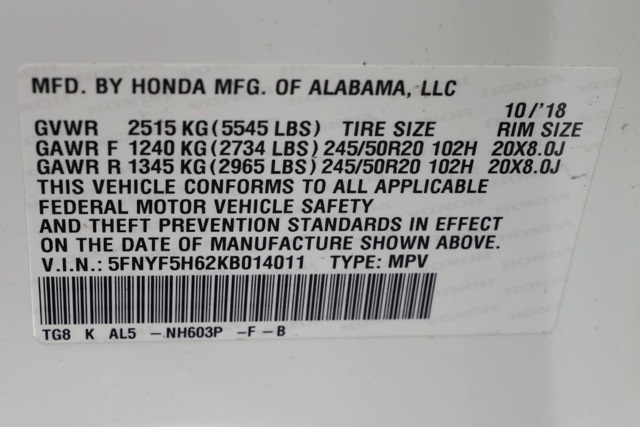 MFD. BY HONDA MFG. OF ALABAMA, LLC
10/'18
GVWR 2515 KG (5545 LBS) TIRE SIZE RIM SIZE
GAWR F 1240 KG (2734 LBS) 245/50R20 102H 20X8.0J
GAWR R 1345 KG (2965 LBS) 245/50R20 102H 20X8.0J
THIS VEHICLE CONFORMS TO ALL APPLICABLE
FEDERAL MOTOR VEHICLE SAFETY
AND THEFT PREVENTION STANDARDS IN EFFECT
ON THE DATE OF MANUFACTURE SHOWN ABOVE.
V.I.N.: 5FNYF5H62KB014011 TYPE: MPV
TG8 K AL5 -NH603P -F-B